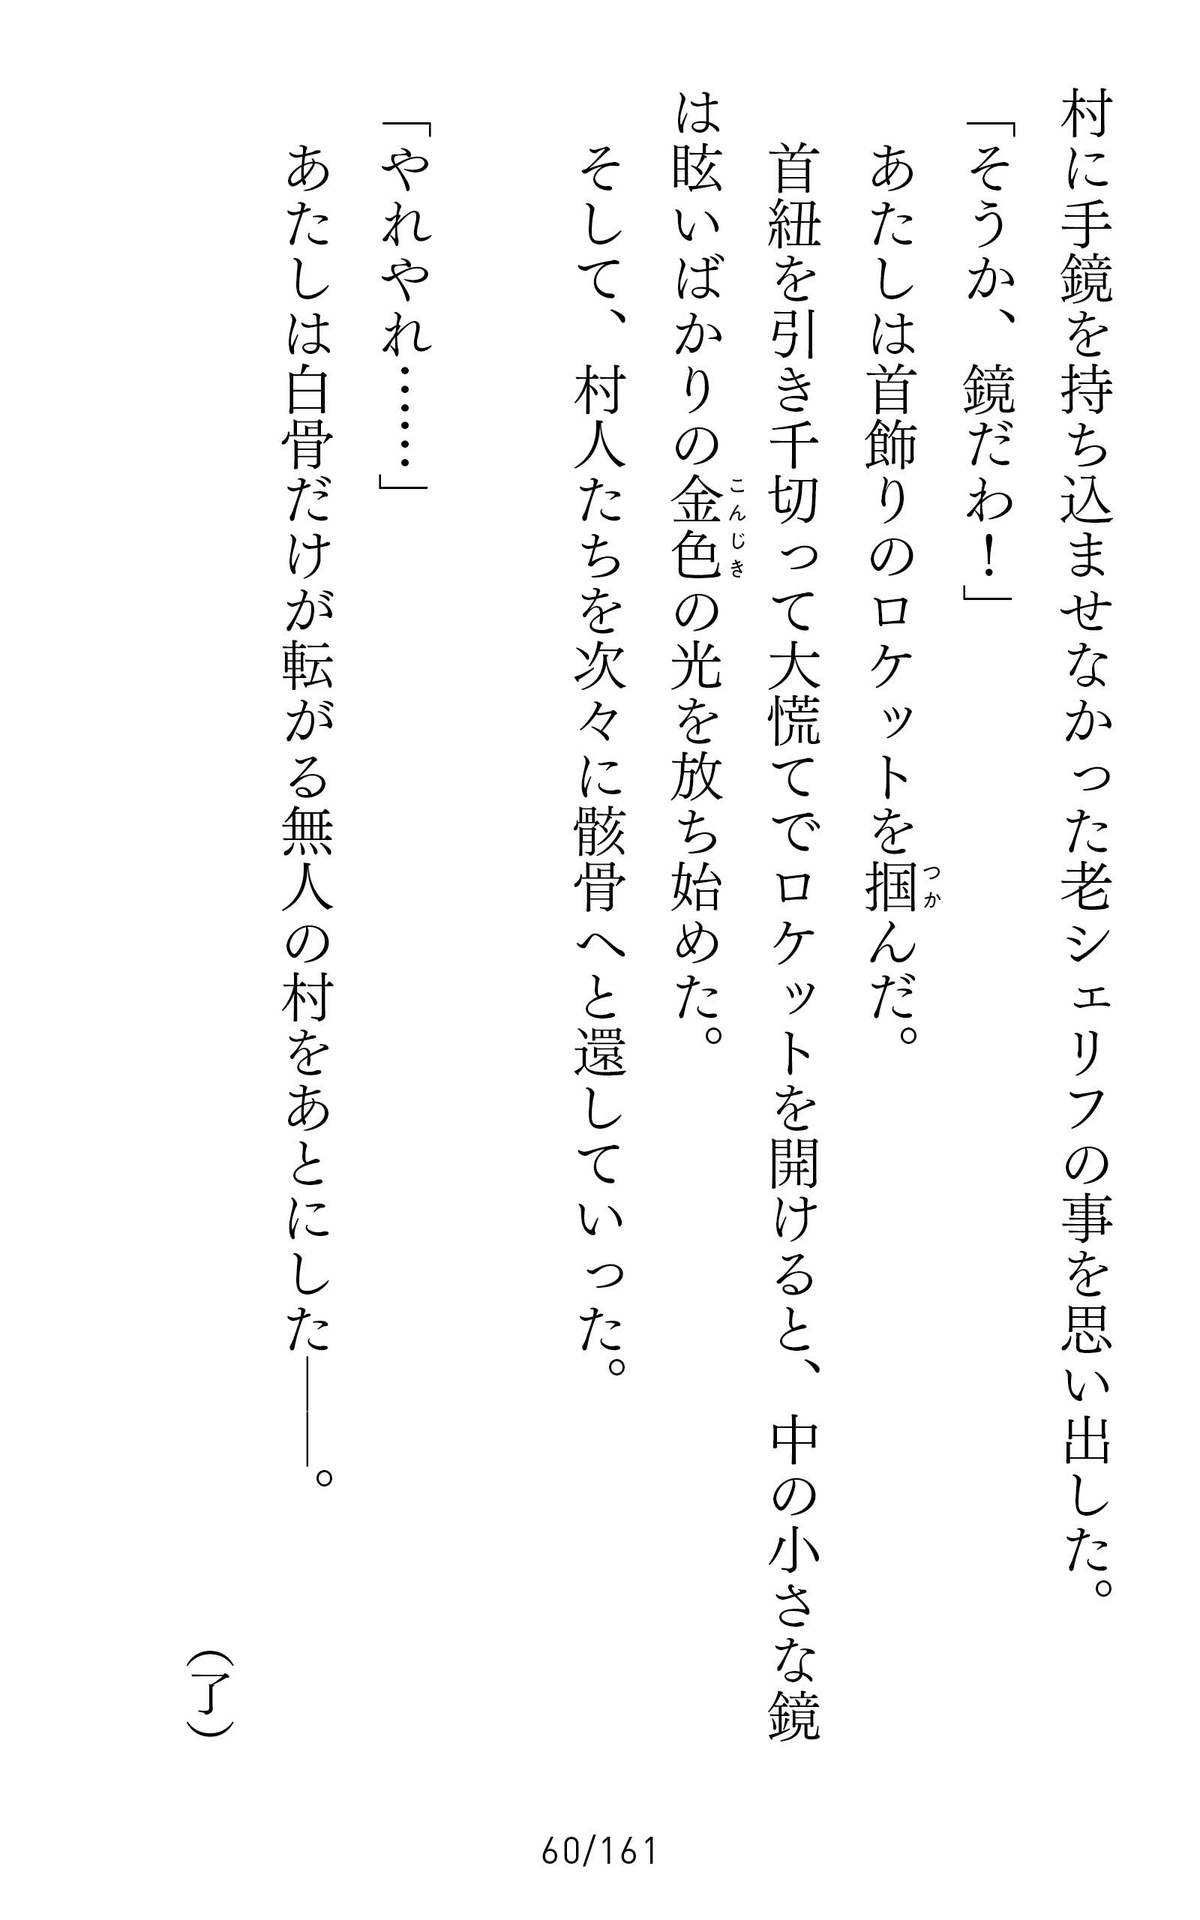 村に手鏡を持ち込ませなかった老シェリフの事を思い出した。
「そうか、鏡だわ！」
あたしは首飾りのロケットを掴んだ。
首紐を引き千切って大慌てでロケットを開けると、中の小さな鏡
は眩いばかりの金色の光を放ち始めた。
そして、村人たちを次々に骸骨へと還していった。
「やれやれ……」
あたしは白骨だけが転がる無人の村をあとにした――。
（了）
60/161